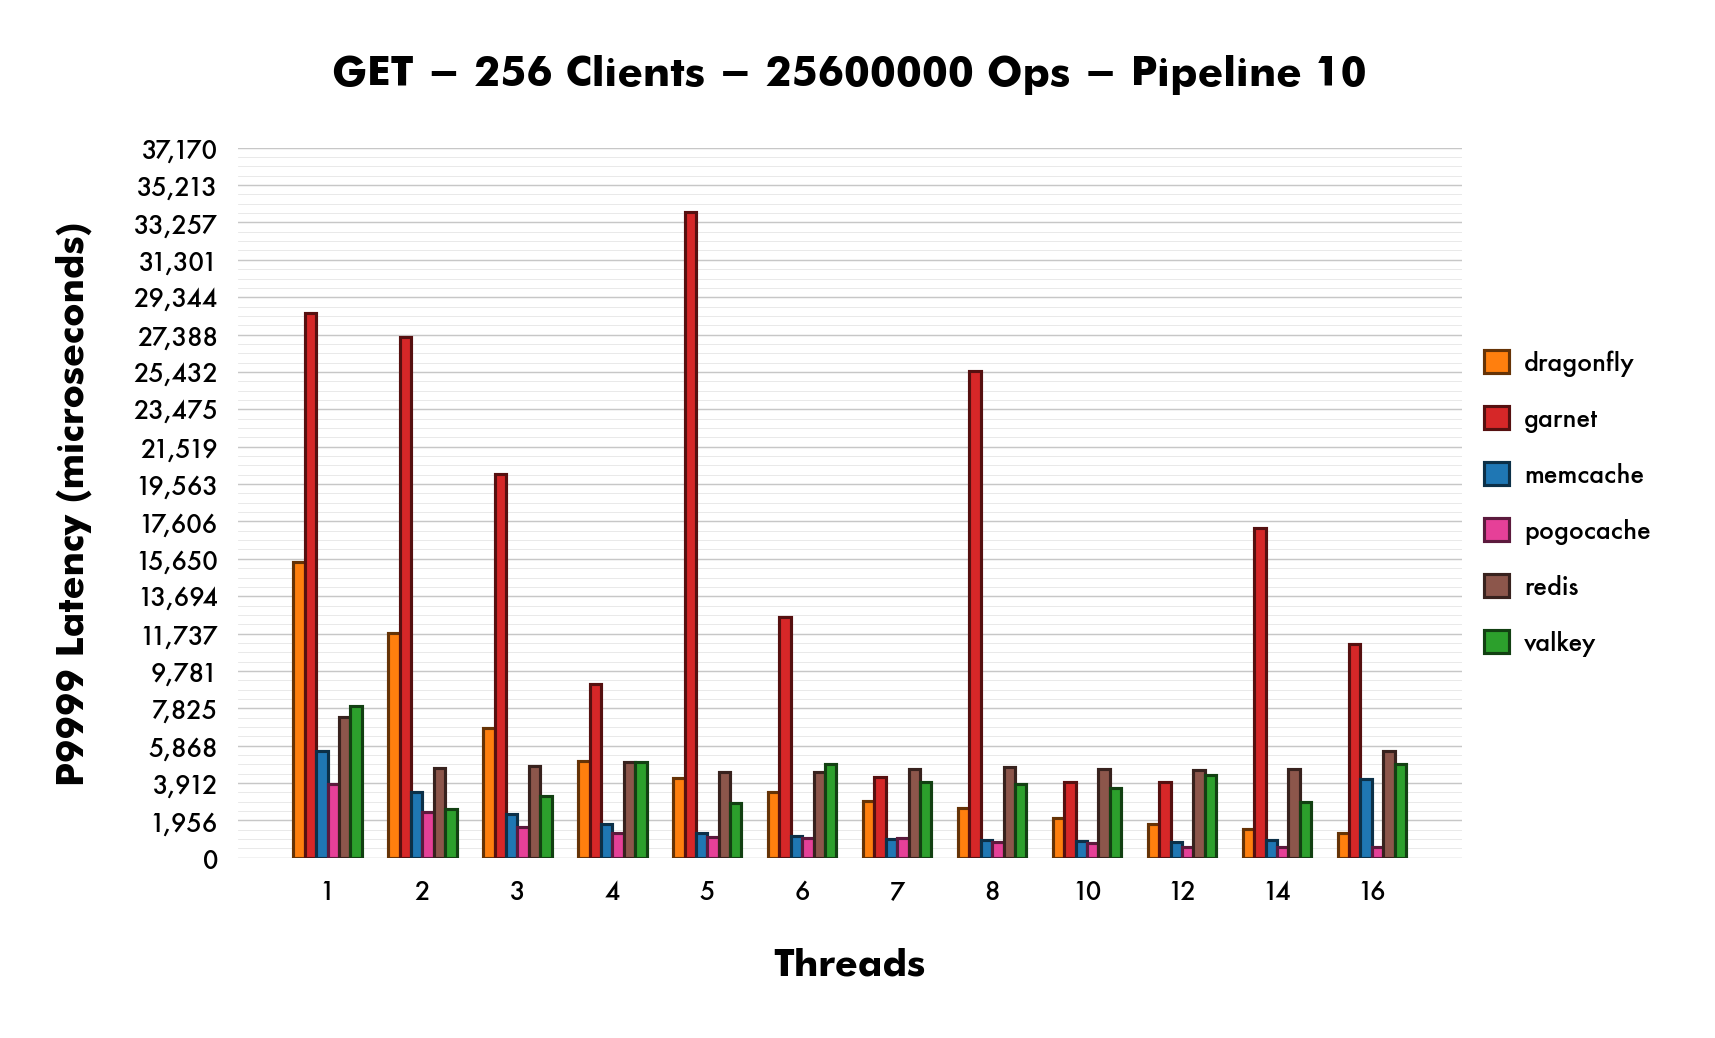 GET – 256 Clients – 25600000 Ops – Pipeline 10
P9999 Latency (microseconds)
37,170
35,213
33,257
31,301
29,344
27,388
25,432
23,475
21,519
19,563
17,606
15,650
13,694
11,737
9,781
7,825
5,868
3,912
1,956
0
1 2 3 4 5 6 7 8 10 12 14 16
Threads
dragonfly
garnet
memcache
pogocache
redis
valkey